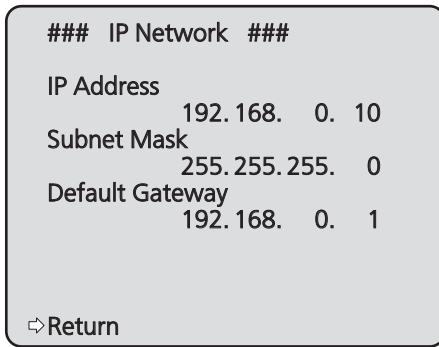 ### IP Network ###
IP Address
192. 168. 0. 10
Subnet Mask
255. 255. 255. 0
Default Gateway
192. 168. 0. 1
⇨Return